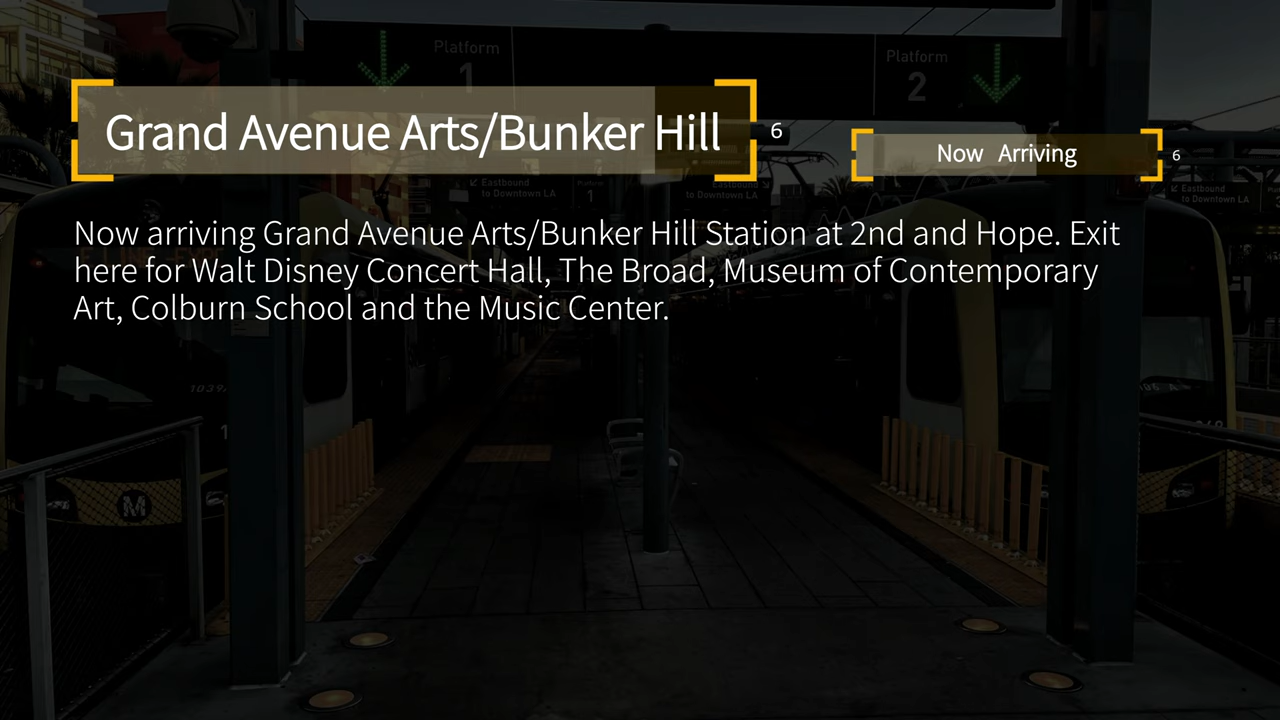 Platform
1
Platform
2
Grand Avenue Arts/Bunker Hill
6
Now Arriving
6
Eastbound
to Downtown LA
Platform
1
Eastbound
to Downtown LA
Eastbound
to Downtown LA
Now arriving Grand Avenue Arts/Bunker Hill Station at 2nd and Hope. Exit
here for Walt Disney Concert Hall, The Broad, Museum of Contemporary
Art, Colburn School and the Music Center.
M